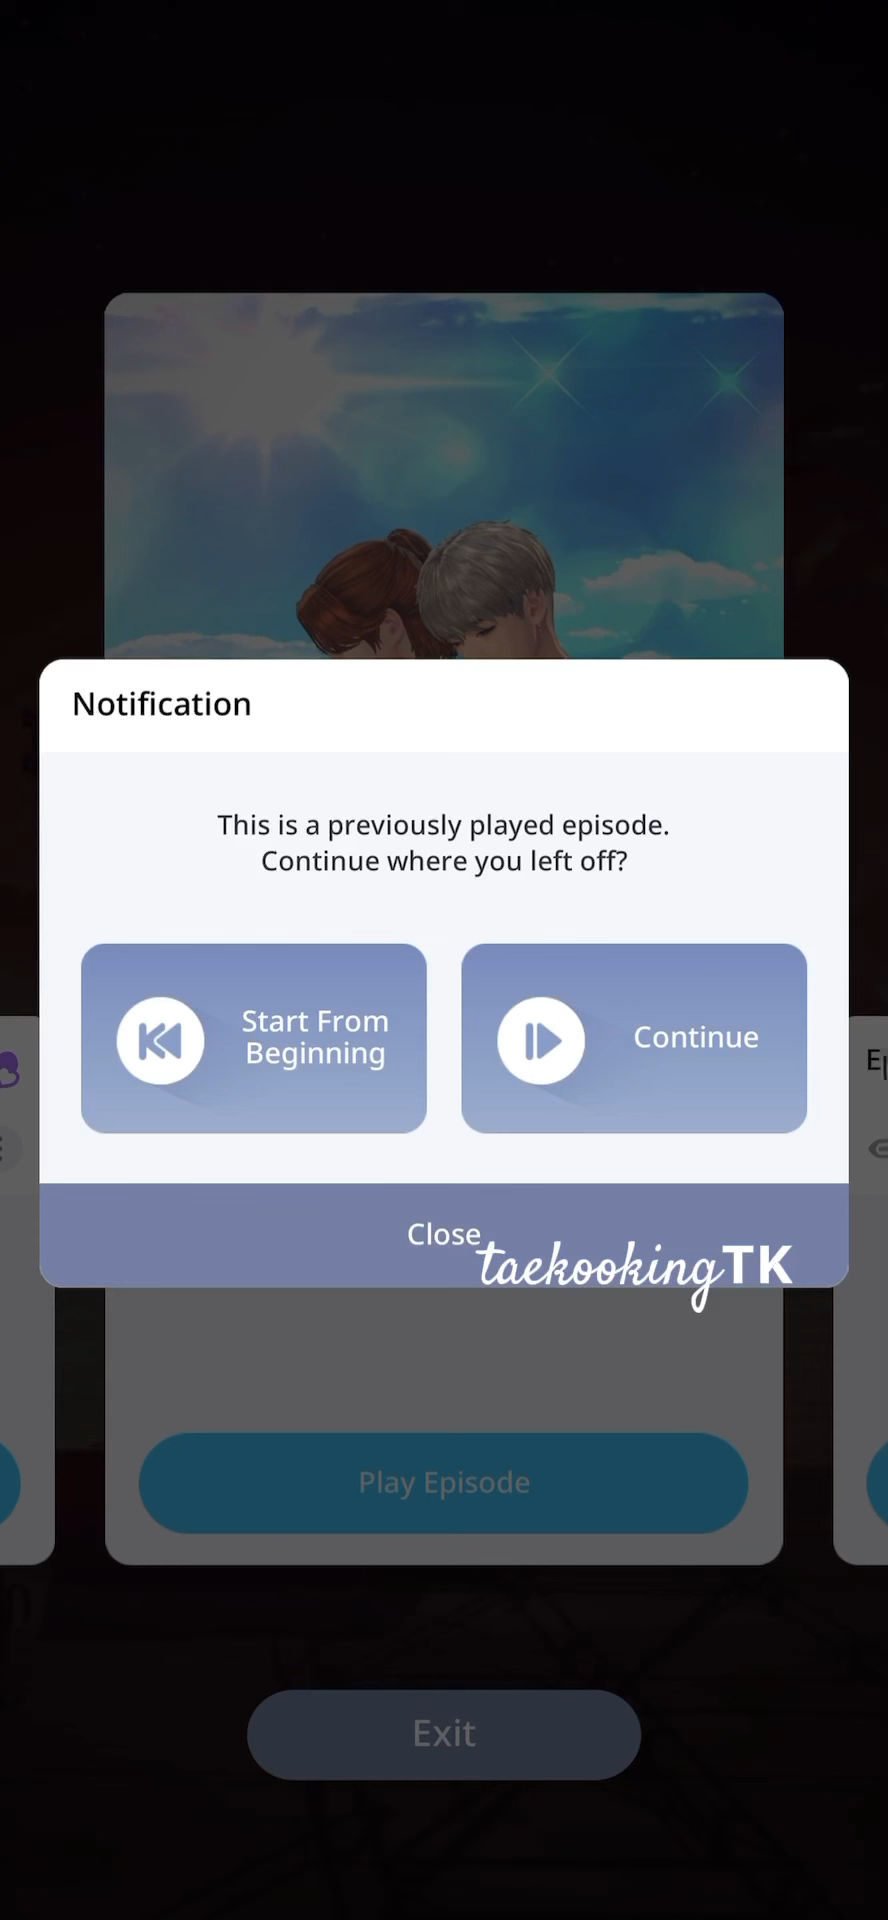 Notification
This is a previously played episode.
Continue where you left off?
Start From
Beginning
Continue
Close
taekookingTK
Play Episode
Exit